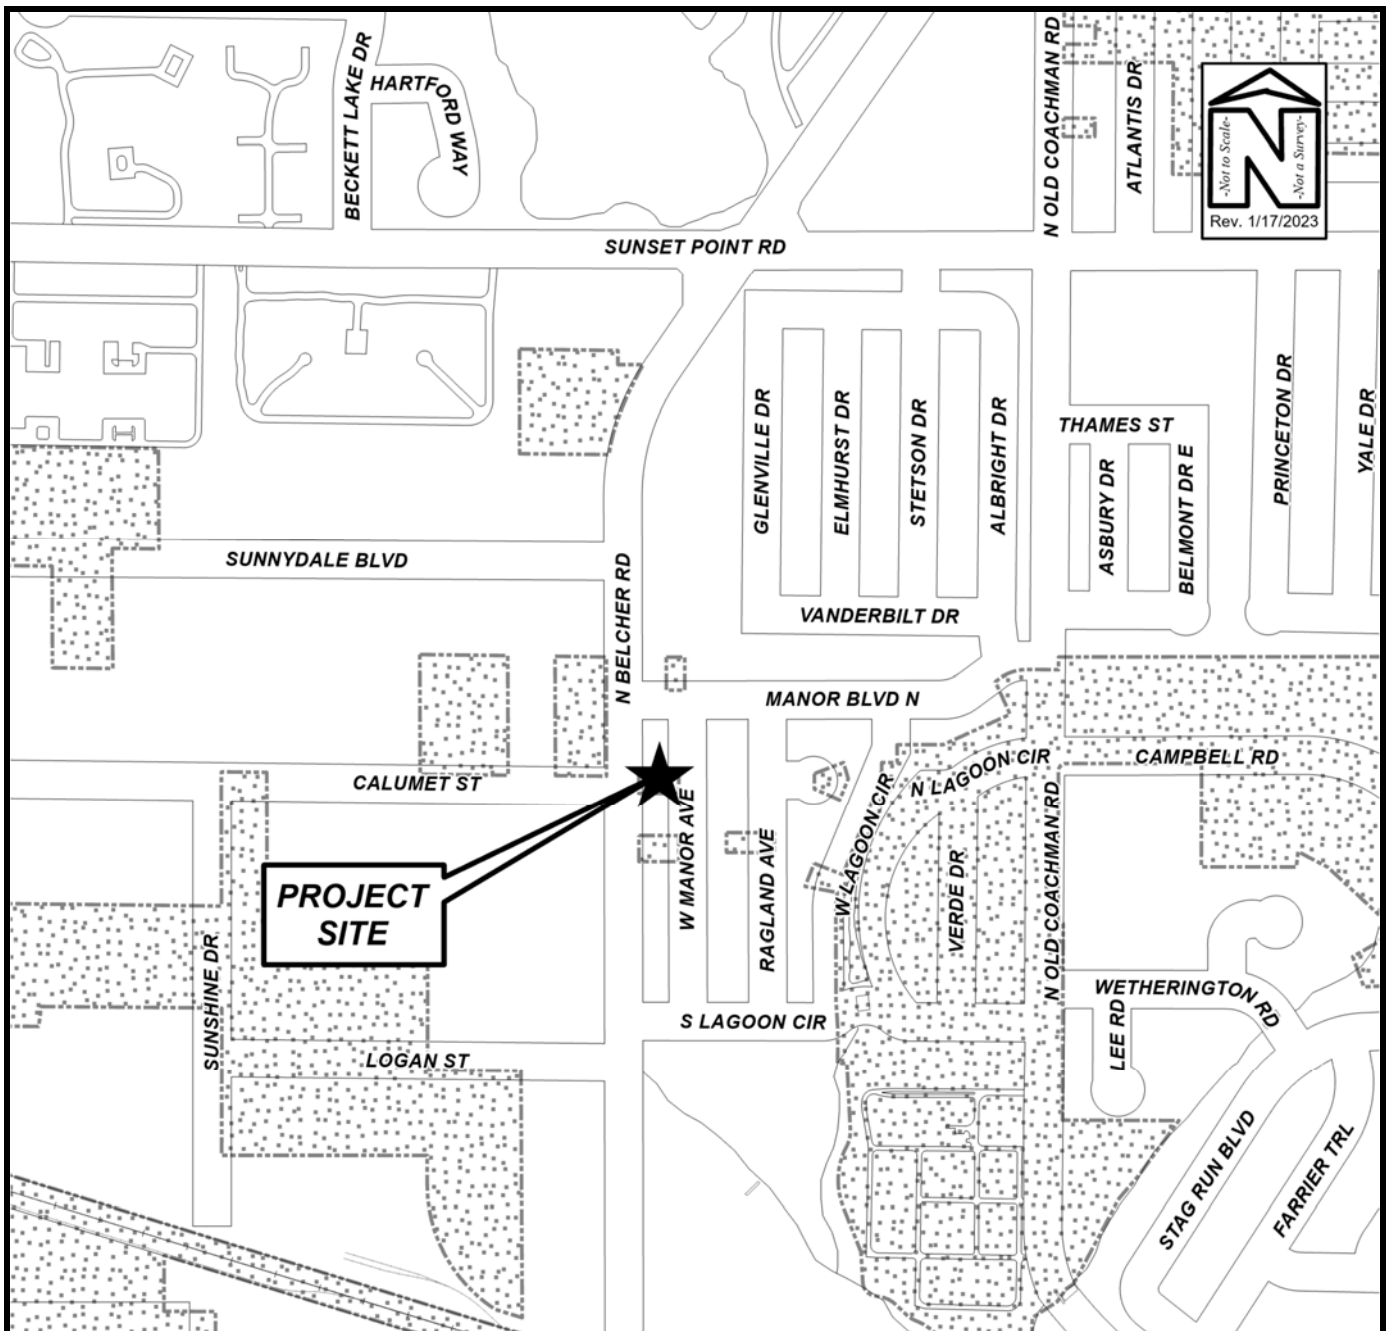 BECKETT LAKE DR
HARTFORD WAY
N OLD COACHMAN RD
ATLANTIS DR
-Not to Scale-
N
-Not a Survey-
Rev. 1/17/2023
SUNSET POINT RD
GLENVILLE DR
ELMHURST DR
STETSON DR
ALBRIGHT DR
THAMES ST
ASBURY DR
BELMONT DR E
PRINCETON DR
YALE DR
SUNNYDALE BLVD
N BELCHER RD
VANDERBILT DR
MANOR BLVD N
CALUMET ST
W MANOR AVE
RAGLAND AVE
W LAGOON CIR
N LAGOON CIR
CAMPBELL RD
VERDE DR
N OLD COACHMAN RD
PROJECT
SITE
SUNSHINE DR
S LAGOON CIR
WETHERINGTON RD
LEE RD
LOGAN ST
STAG RUN BLVD
FARRIER TRL